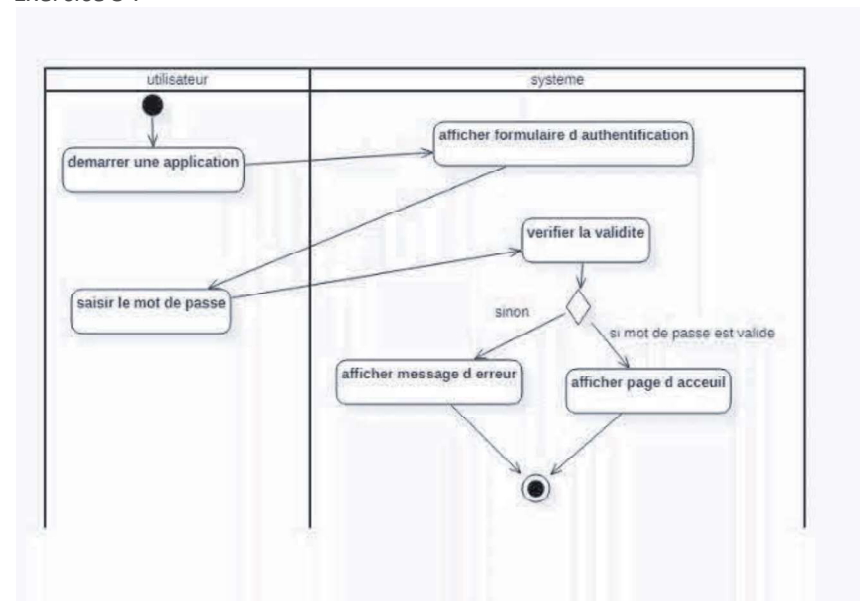 utilisateur
systeme
afficher formulaire d authentification
demarrer une application
verifier la validite
saisir le mot de passe
sinon
si mot de passe est valide
afficher message d erreur
afficher page d acceuil